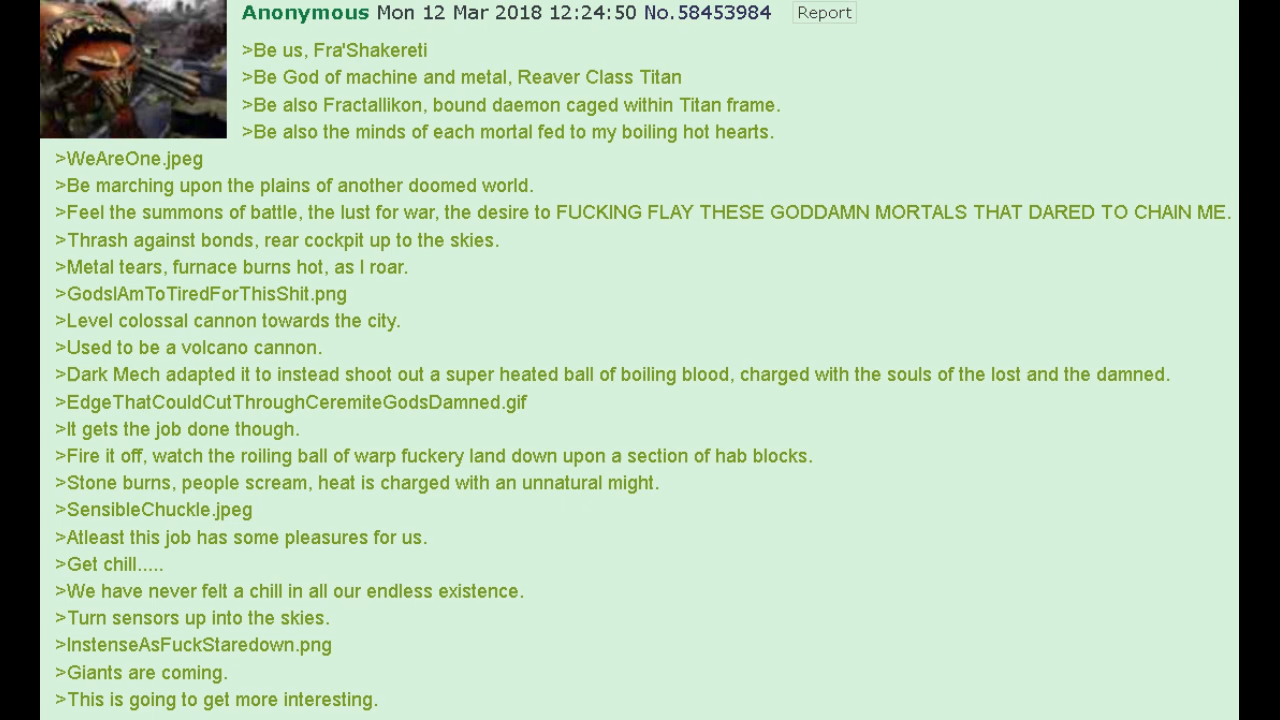 Anonymous Mon 12 Mar 2018 12:24:50 No.58453984 Report
>Be us, Fra'Shakereti
>Be God of machine and metal, Reaver Class Titan
>Be also Fractallikon, bound daemon caged within Titan frame.
>Be also the minds of each mortal fed to my boiling hot hearts.
>WeAreOne.jpeg
>Be marching upon the plains of another doomed world.
>Feel the summons of battle, the lust for war, the desire to FUCKING FLAY THESE GODDAMN MORTALS THAT DARED TO CHAIN ME.
>Thrash against bonds, rear cockpit up to the skies.
>Metal tears, furnace burns hot, as I roar.
>GodsIAmToTiredForThisShit.png
>Level colossal cannon towards the city.
>Used to be a volcano cannon.
>Dark Mech adapted it to instead shoot out a super heated ball of boiling blood, charged with the souls of the lost and the damned.
>EdgeThatCouldCutThroughCeremiteGodsDamned.gif
>It gets the job done though.
>Fire it off, watch the roiling ball of warp fuckery land down upon a section of hab blocks.
>Stone burns, people scream, heat is charged with an unnatural might.
>SensibleChuckle.jpeg
>Atleast this job has some pleasures for us.
>Get chill.....
>We have never felt a chill in all our endless existence.
>Turn sensors up into the skies.
>InstenseAsFuckStaredown.png
>Giants are coming.
>This is going to get more interesting.